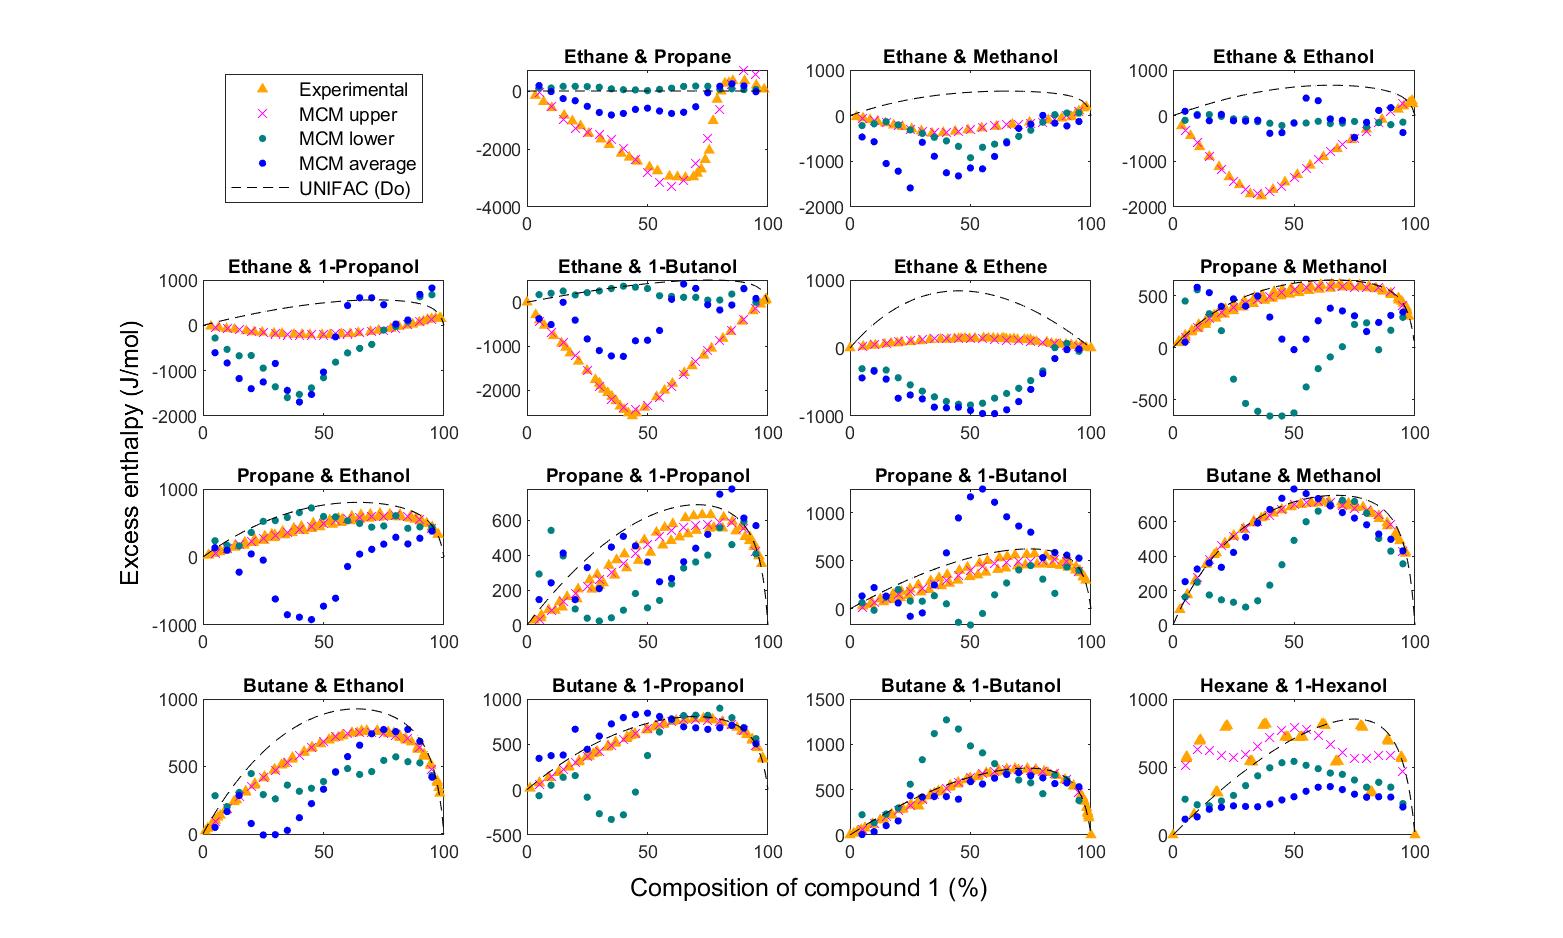 Experimental
MCM upper
MCM lower
MCM average
UNIFAC (Do)
Ethane & Propane
0
-2000
-4000
0 50 100
Ethane & Methanol
1000
0
-1000
-2000
0 50 100
Ethane & Ethanol
1000
0
-1000
-2000
0 50 100
Ethane & 1-Propanol
1000
0
-1000
-2000
0 50 100
Ethane & 1-Butanol
0
-1000
-2000
0 50 100
Ethane & Ethene
1000
0
-1000
0 50 100
Propane & Methanol
500
0
-500
0 50 100
Excess enthalpy (J/mol)
Propane & Ethanol
1000
0
-1000
0 50 100
Propane & 1-Propanol
600
400
200
0
0 50 100
Propane & 1-Butanol
1000
500
0
0 50 100
Butane & Methanol
600
400
200
0
0 50 100
Butane & Ethanol
1000
500
0
0 50 100
Butane & 1-Propanol
1000
500
0
-500
0 50 100
Butane & 1-Butanol
1500
1000
500
0
0 50 100
Hexane & 1-Hexanol
1000
500
0
0 50 100
Composition of compound 1 (%)